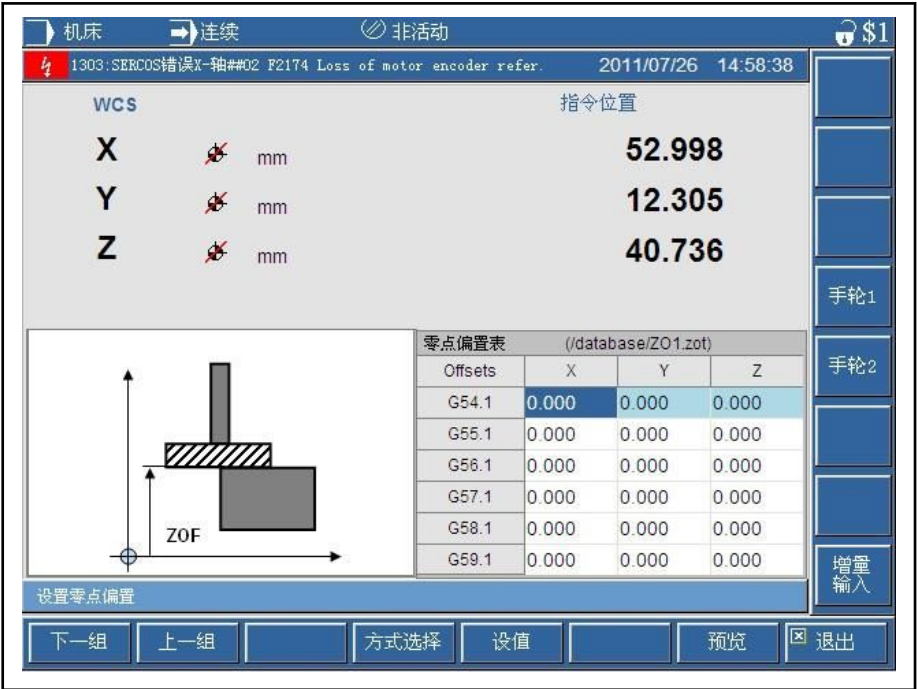 机床 连续 非活动 $1
1303:SERCOS错误X-轴##02 F2174 Loss of motor encoder refer. 2011/07/26 14:58:38
WCS 指令位置
X mm 52.998
Y mm 12.305
Z mm 40.736
手轮1
手轮2
零点偏置表 (/database/ZO1.zot)
Offsets X Y Z
G54.1 0.000 0.000 0.000
G55.1 0.000 0.000 0.000
G56.1 0.000 0.000 0.000
G57.1 0.000 0.000 0.000
G58.1 0.000 0.000 0.000
G59.1 0.000 0.000 0.000
ZOF
增量
输入
设置零点偏置
下一组 上一组 方式选择 设值 预览 退出